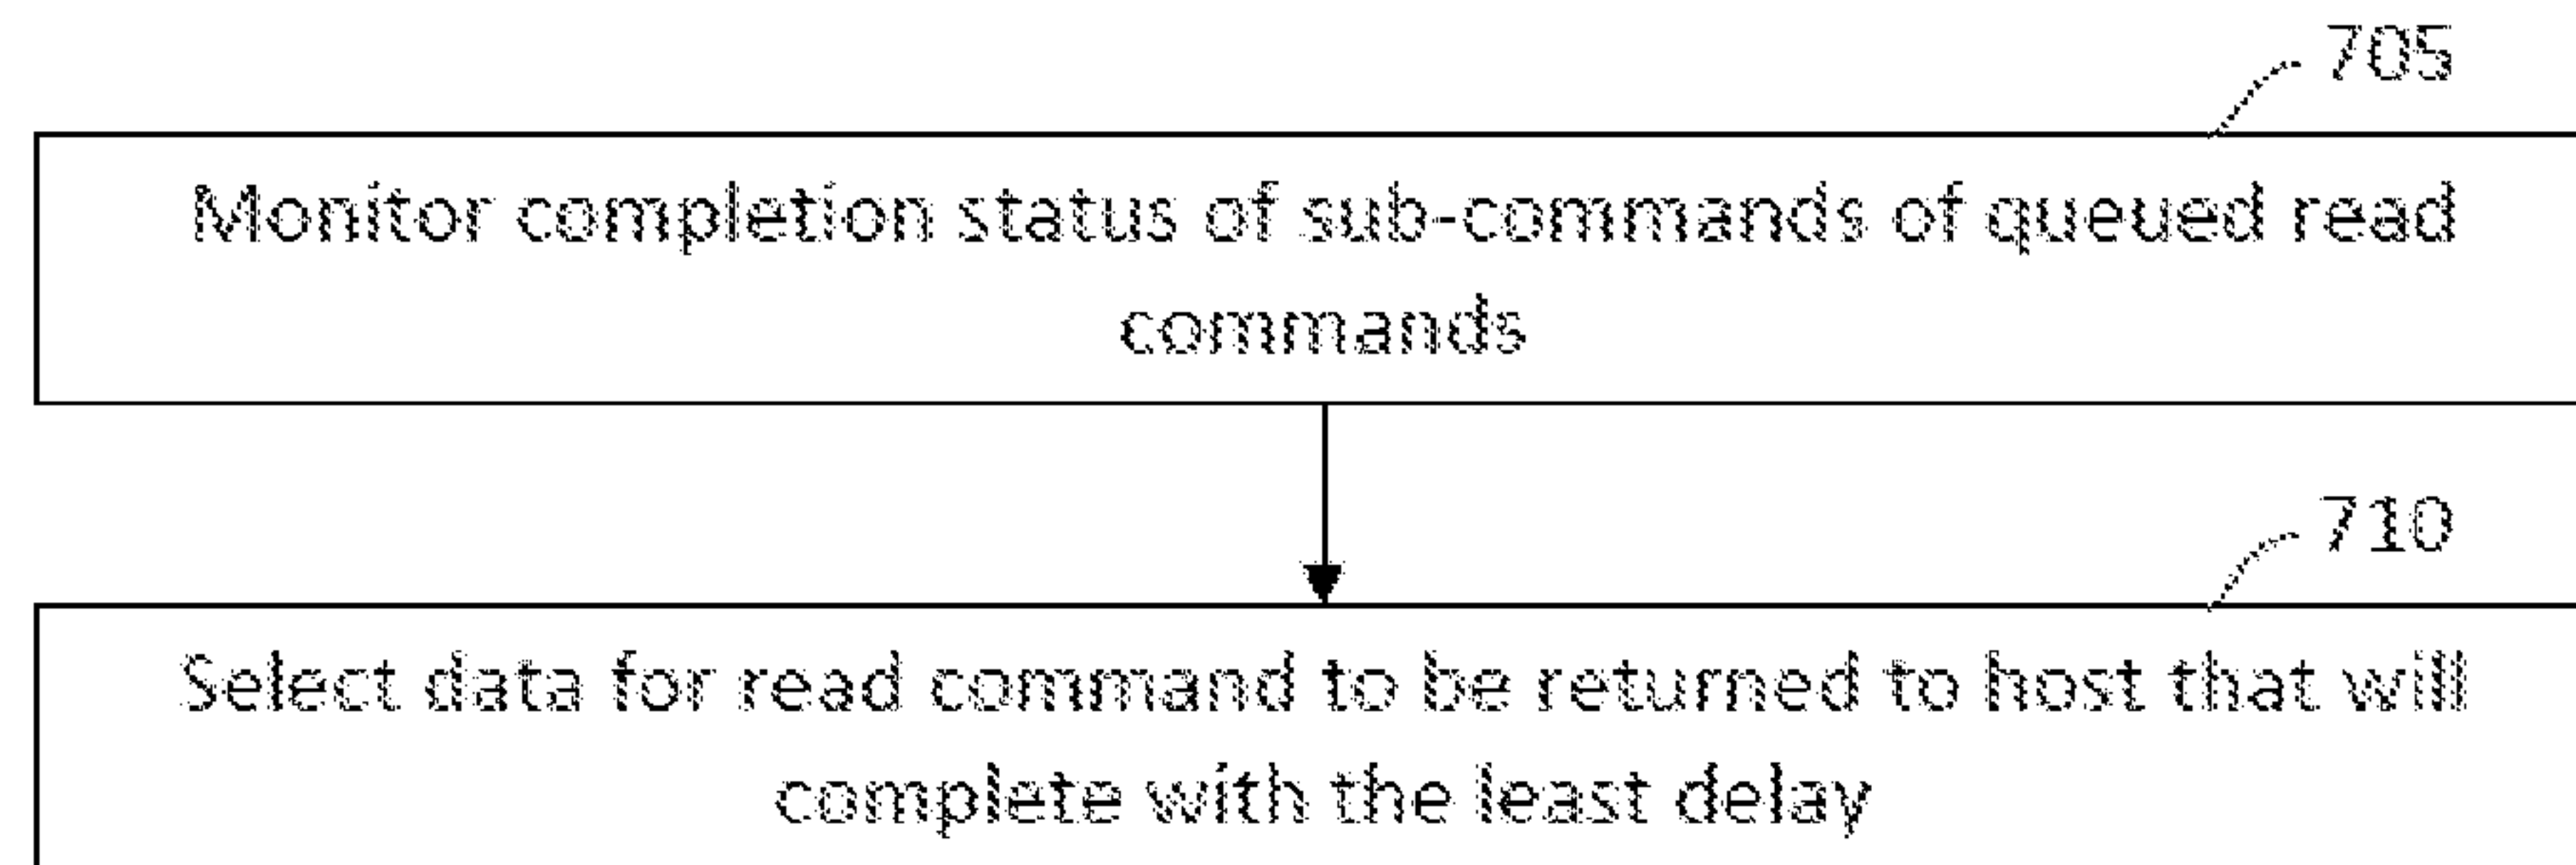 705
Monitor completion status of sub-commands of queued read
commands
710
Select data for read command to be returned to host that will
complete with the least delay